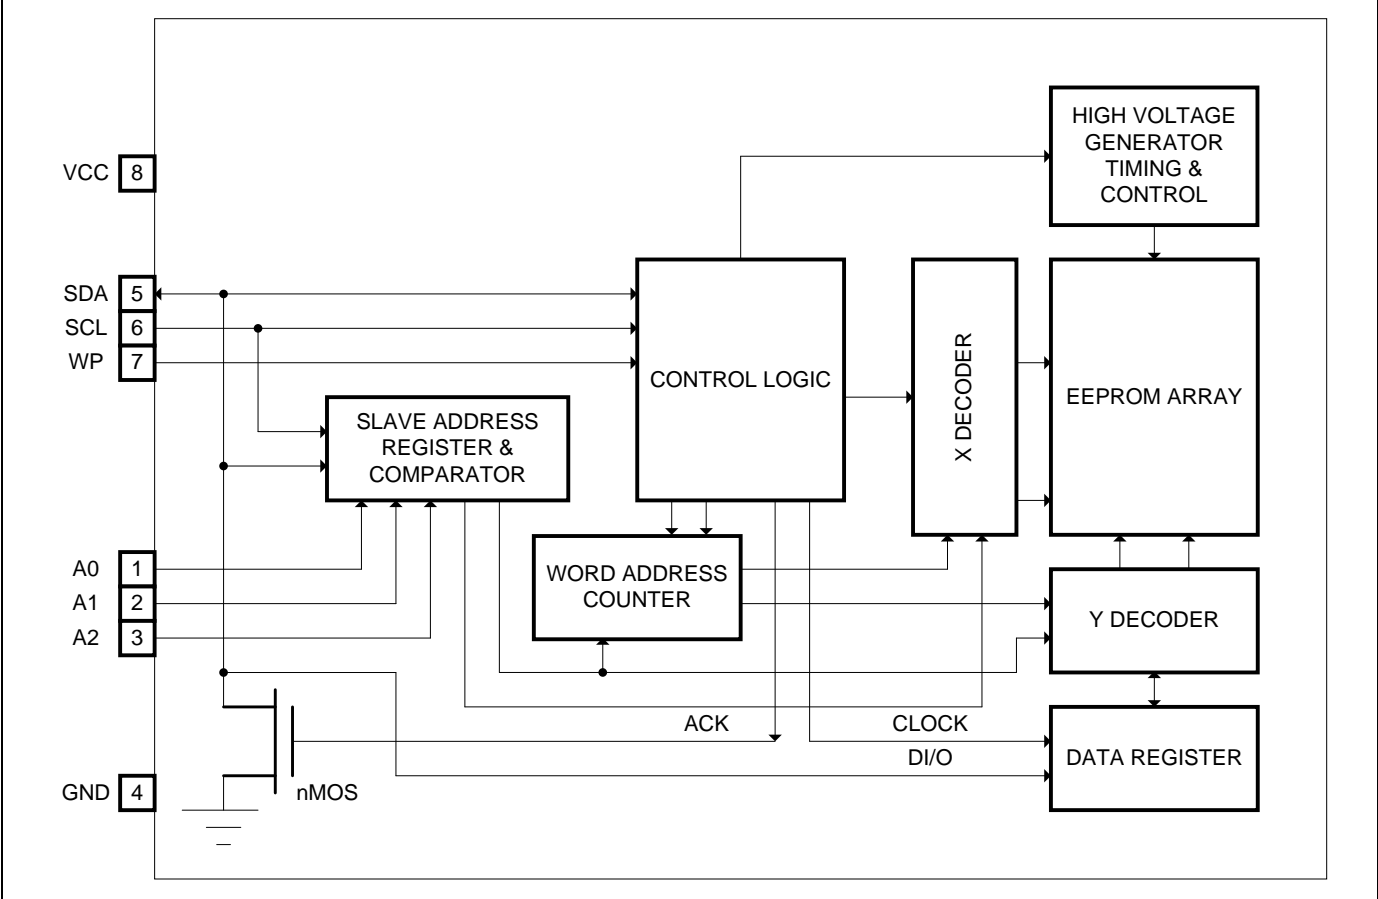 HIGH VOLTAGE
GENERATOR
TIMING &
CONTROL
VCC 8
SDA 5
SCL 6
WP 7
CONTROL LOGIC
X DECODER
EEPROM ARRAY
SLAVE ADDRESS
REGISTER &
COMPARATOR
A0 1
A1 2
A2 3
WORD ADDRESS
COUNTER
Y DECODER
ACK
CLOCK
DI/O
DATA REGISTER
GND 4
nMOS